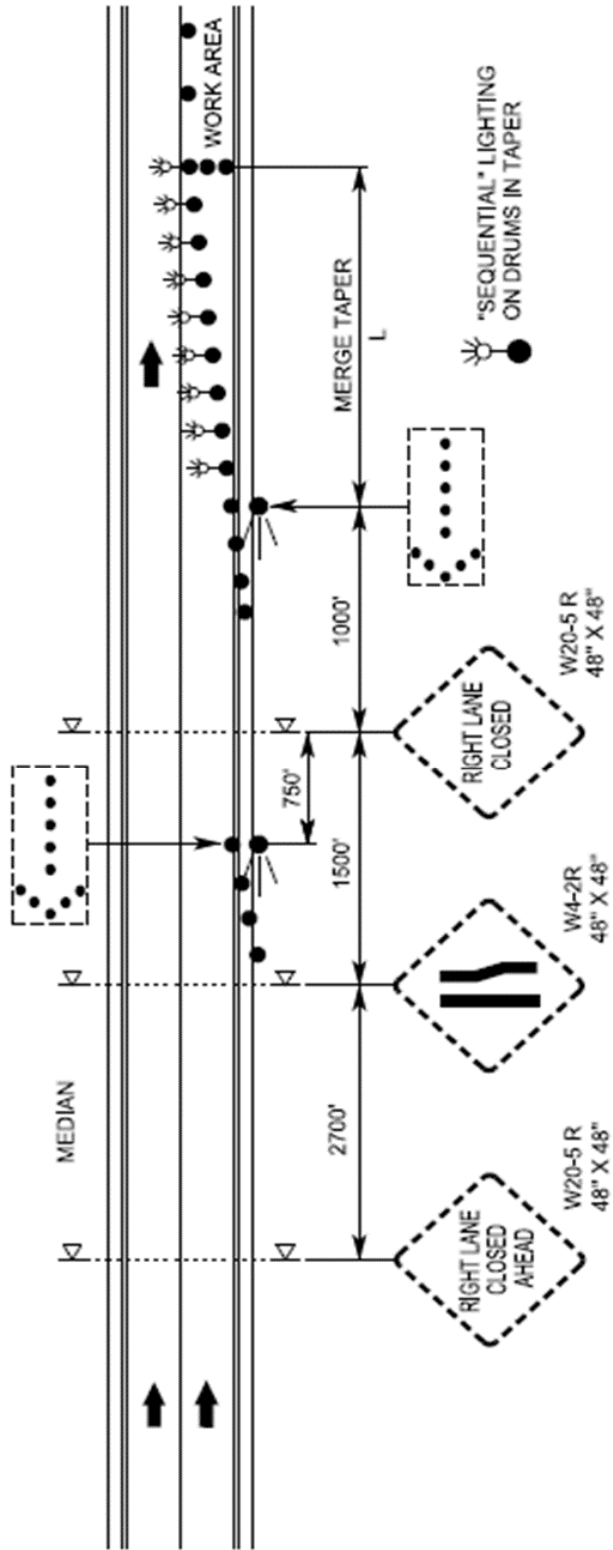 MEDIAN
WORK AREA
MERGE TAPER
L
2700'
1500'
750'
1000'
"SEQUENTIAL" LIGHTING
ON DRUMS IN TAPER
RIGHT LANE
CLOSED
AHEAD
W20-5 R
48" X 48"
W4-2R
48" X 48"
RIGHT LANE
CLOSED
W20-5 R
48" X 48"